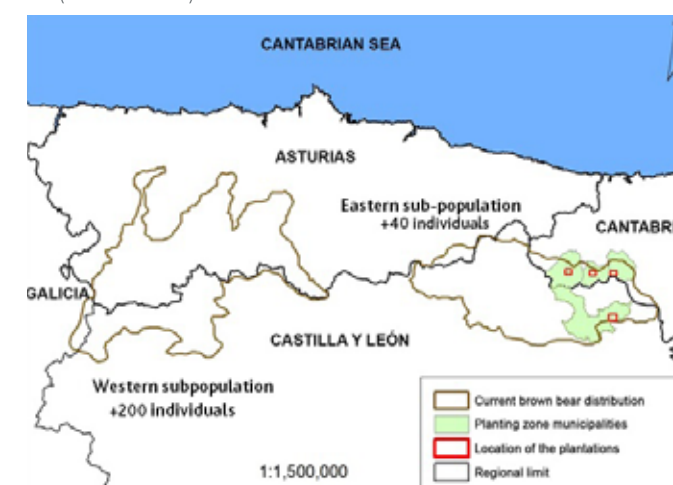 CANTABRIAN SEA
ASTURIAS
Eastern sub-population
+40 individuals
CANTABRI
GALICIA
CASTILLA Y LEÓN
Western subpopulation
+200 individuals
Current brown bear distribution
Planting zone municipalities
Location of the plantations
Regional limit
1:1,500,000